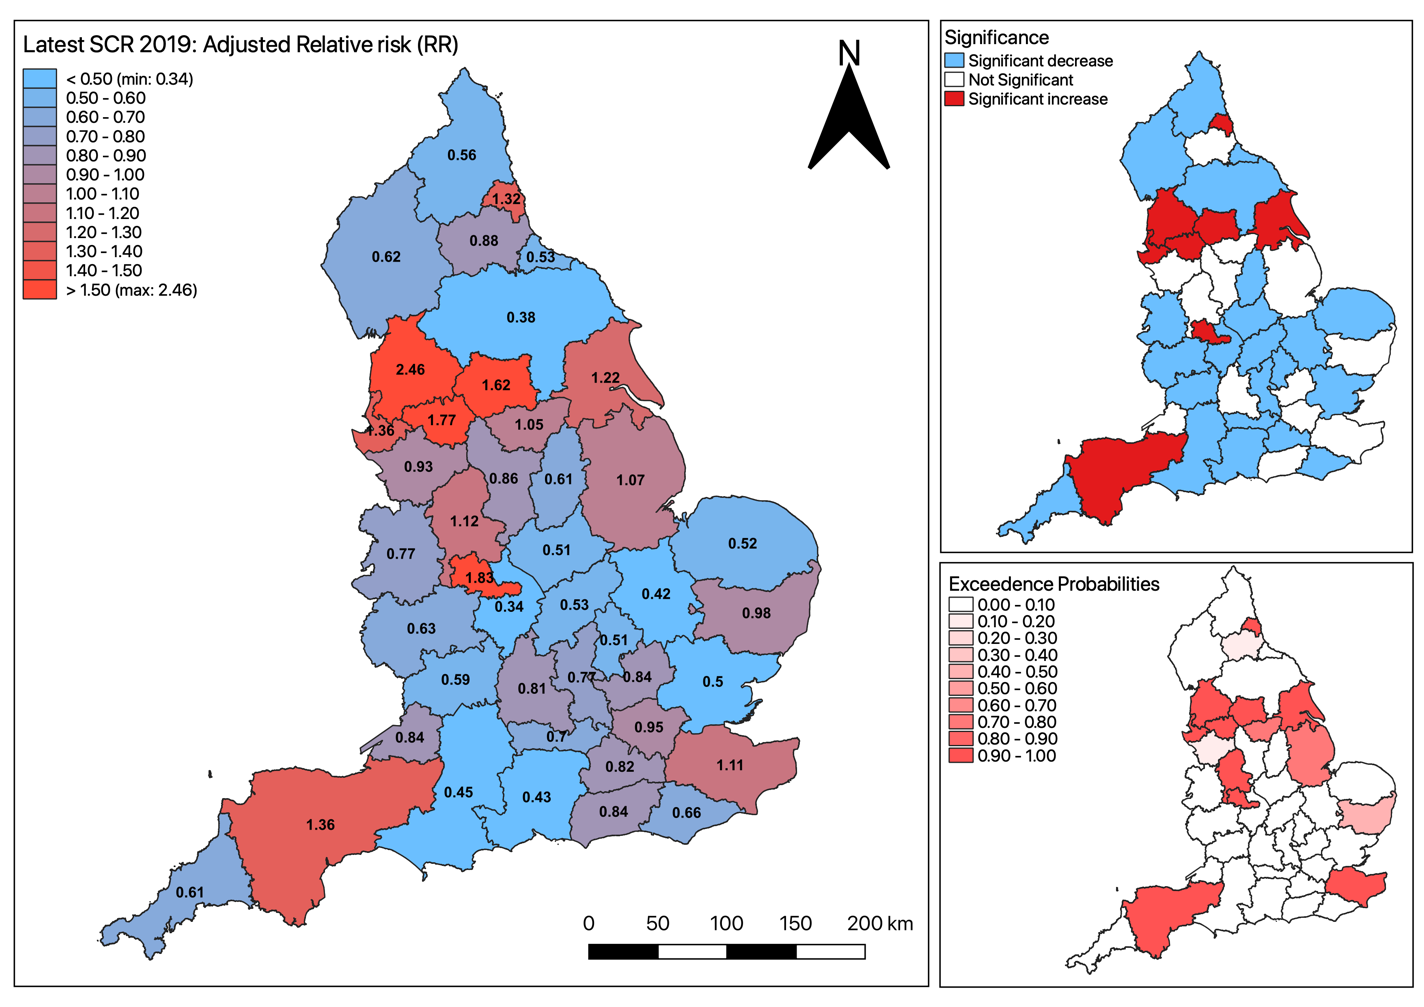 Latest SCR 2019: Adjusted Relative risk (RR)
< 0.50 (min: 0.34)
0.50 - 0.60
0.60 - 0.70
0.70 - 0.80
0.80 - 0.90
0.90 - 1.00
1.00 - 1.10
1.10 - 1.20
1.20 - 1.30
1.30 - 1.40
1.40 - 1.50
> 1.50 (max: 2.46)
N
0.56
1.32
0.88
0.62
0.53
0.38
2.46
1.62
1.22
1.77
1.36
1.05
0.93
0.86
0.61
1.07
1.12
0.77
0.51
0.52
1.83
0.34
0.53
0.42
0.98
0.63
0.51
0.59
0.81
0.77
0.84
0.5
0.84
0.7
0.95
0.82
1.11
0.45
0.43
0.84
0.66
1.36
0.61
0 50 100 150 200 km
Significance
Significant decrease
Not Significant
Significant increase
Exceedence Probabilities
0.00 - 0.10
0.10 - 0.20
0.20 - 0.30
0.30 - 0.40
0.40 - 0.50
0.50 - 0.60
0.60 - 0.70
0.70 - 0.80
0.80 - 0.90
0.90 - 1.00